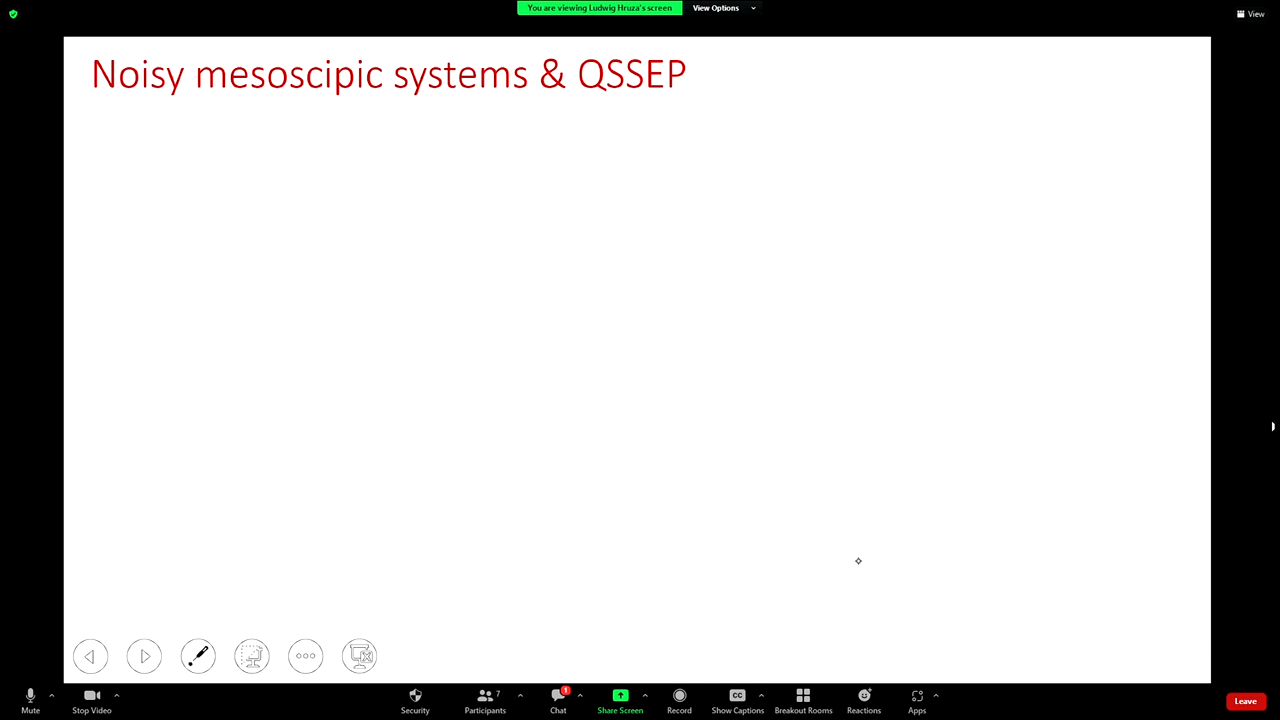 You are viewing Ludwig Hruza's screen
View Options
View
Noisy mesoscipic systems & QSSEP
Mute
Stop Video
Security
Participants
7
Chat
1
Share Screen
Record
CC
Show Captions
Breakout Rooms
Reactions
Apps
Leave